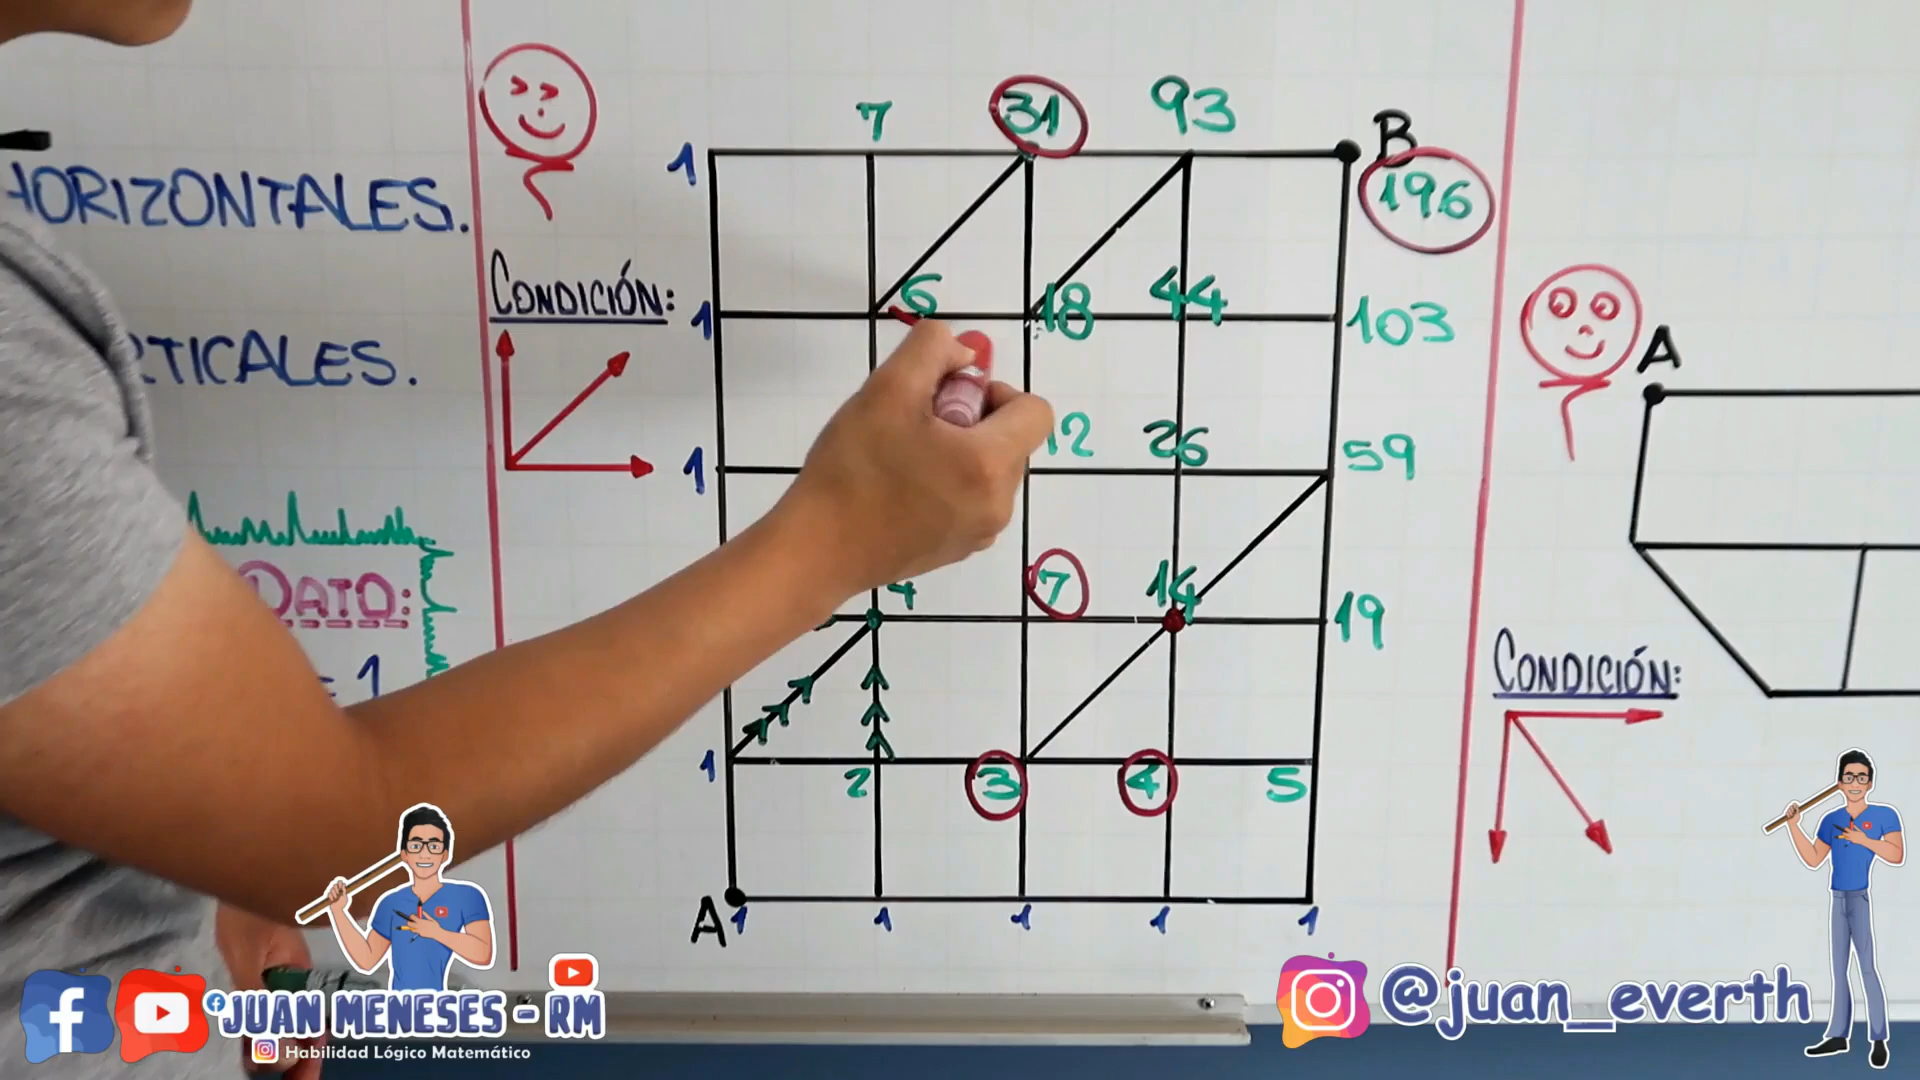 HORIZONTALES.
TICALES.
DATO:
1
CONDICIÓN:
7 31 93 B
1 196
6 18 44
1 103
12 26 59
1
4 7 14 19
1 2 3 4 5
A 1 1 1 1 1
A
CONDICIÓN:
JUAN MENESES - RM
Habilidad Lógico Matemático
@juan_everth